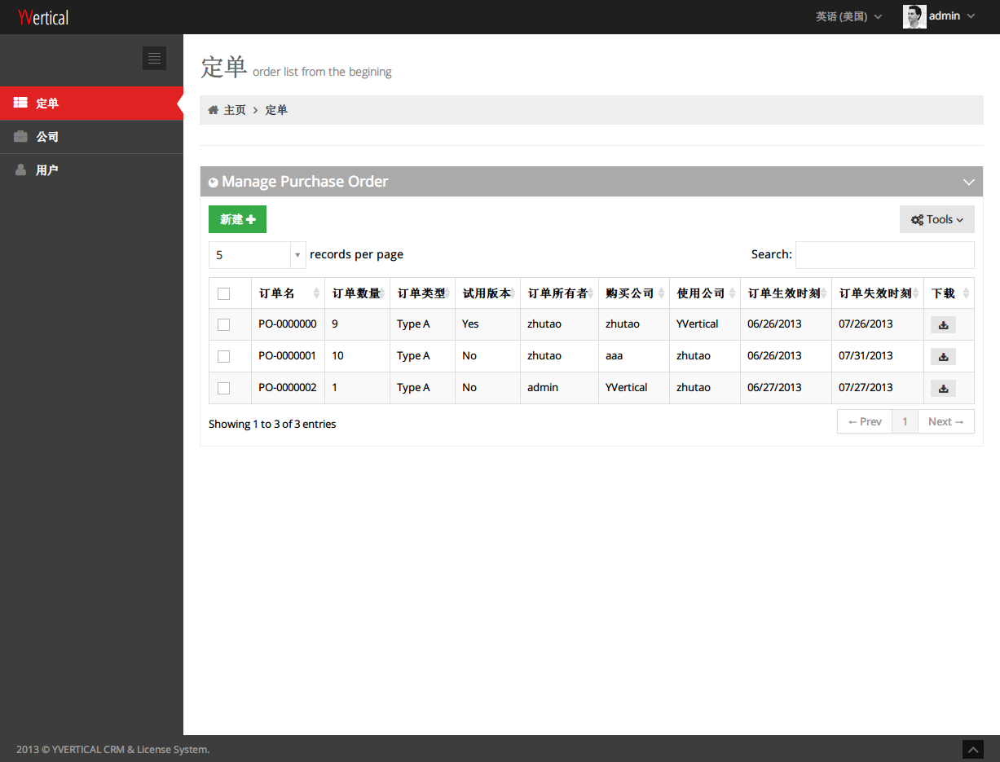 YVertical
英语 (美国)
admin
定单
公司
用户
定单 order list from the begining
主页 > 定单
Manage Purchase Order
新建
Tools
5 records per page
Search:
订单名 订单数量 订单类型 试用版本 订单所有者 购买公司 使用公司 订单生效时刻 订单失效时刻 下载
PO-0000000 9 Type A Yes zhutao zhutao YVertical 06/26/2013 07/26/2013
PO-0000001 10 Type A No zhutao aaa zhutao 06/26/2013 07/31/2013
PO-0000002 1 Type A No admin YVertical zhutao 06/27/2013 07/27/2013
Showing 1 to 3 of 3 entries
← Prev 1 Next →
2013 © YVERTICAL CRM & License System.